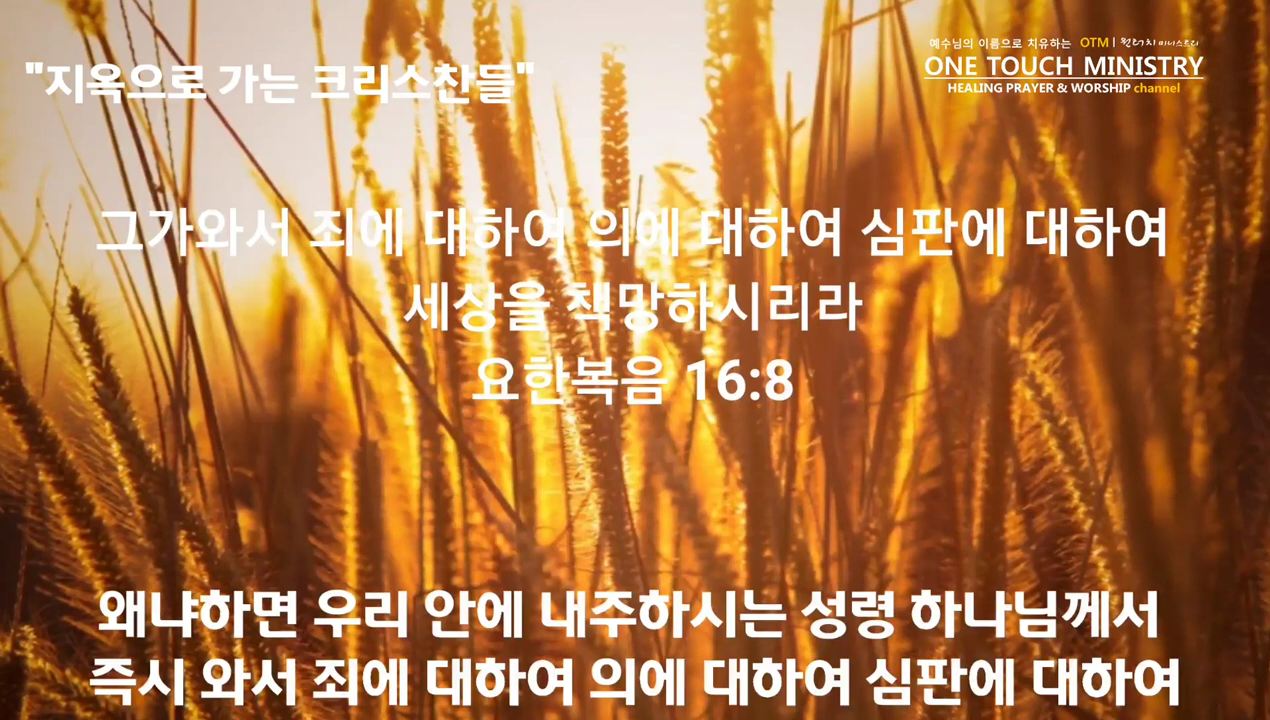 "지옥으로 가는 크리스찬들"
예수님의 이름으로 치유하는 OTM | 원터치 미니스트리
ONE TOUCH MINISTRY
HEALING PRAYER & WORSHIP channel
그가와서 죄에 대하여 의에 대하여 심판에 대하여
세상을 책망하시리라
요한복음 16:8
왜냐하면 우리 안에 내주하시는 성령 하나님께서
즉시 와서 죄에 대하여 의에 대하여 심판에 대하여